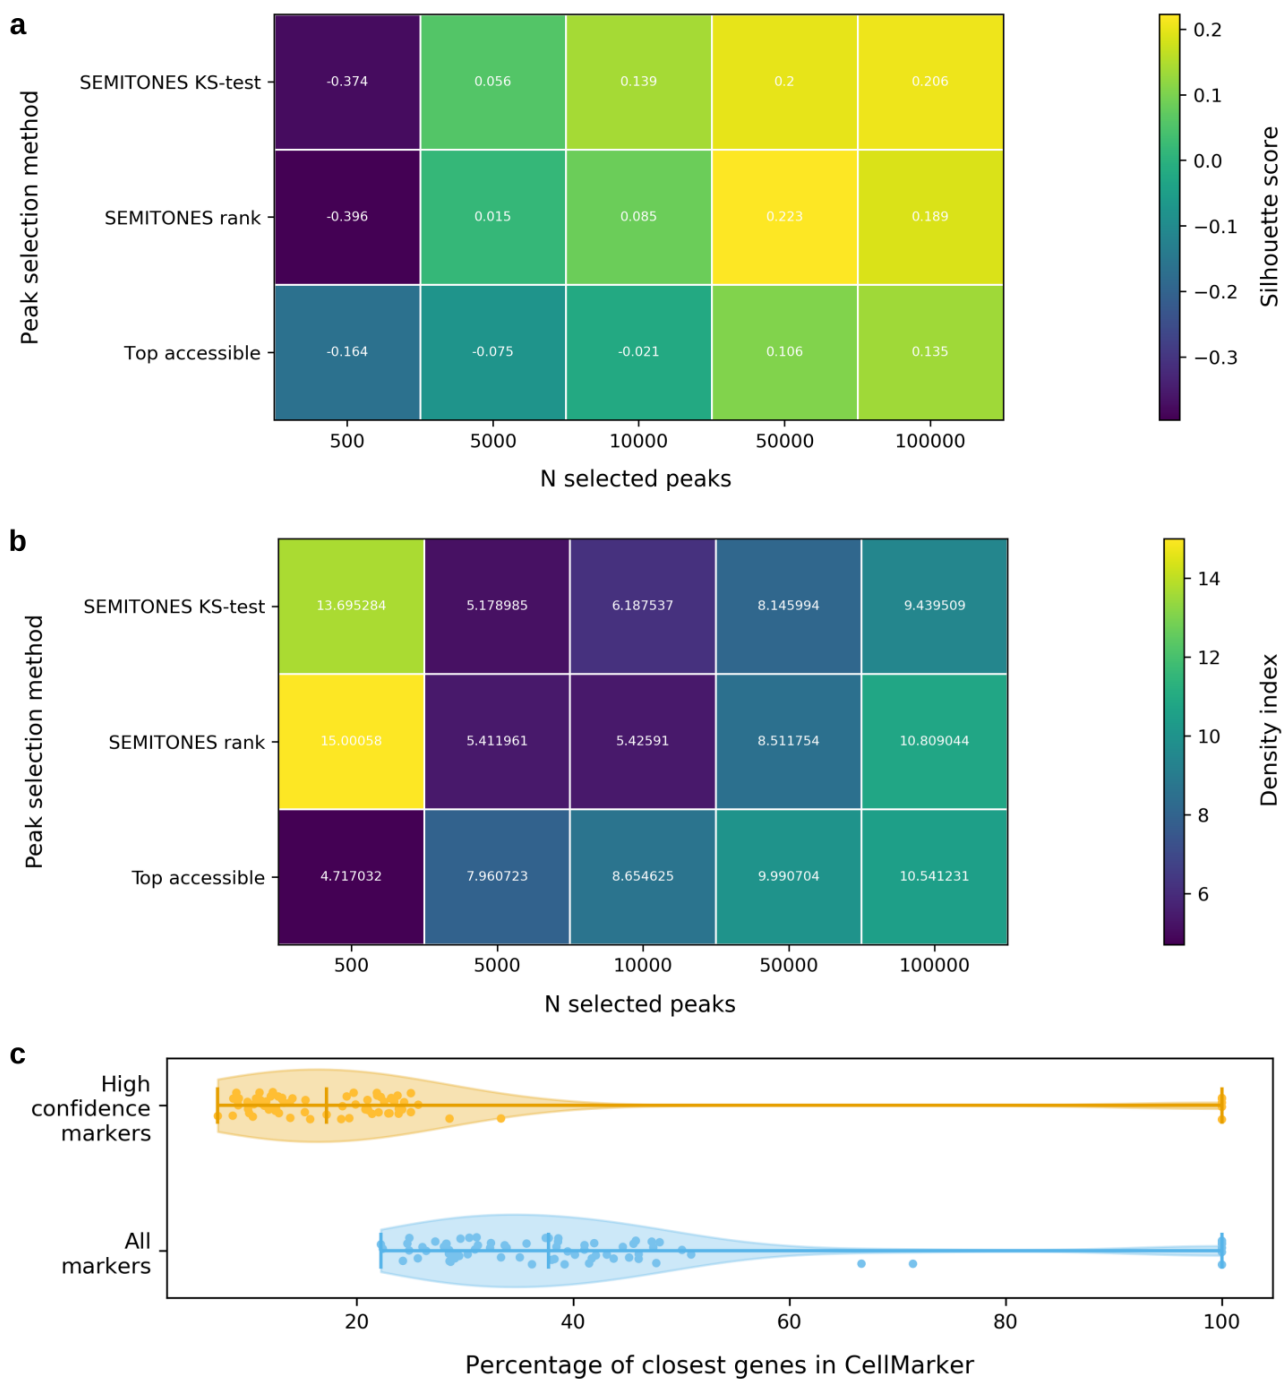 a
Peak selection method
SEMITONES KS-test
-0.374 0.056 0.139 0.2 0.206
SEMITONES rank
-0.396 0.015 0.085 0.223 0.189
Top accessible
-0.164 -0.075 -0.021 0.106 0.135
500 5000 10000 50000 100000
N selected peaks
0.2
0.1
0.0
−0.1
−0.2
−0.3
Silhouette score
b
Peak selection method
SEMITONES KS-test
13.695284 5.178985 6.187537 8.145994 9.439509
SEMITONES rank
15.00058 5.411961 5.42591 8.511754 10.809044
Top accessible
4.717032 7.960723 8.654625 9.990704 10.541231
500 5000 10000 50000 100000
N selected peaks
14
12
10
8
6
Density index
c
High
confidence
markers
All
markers
20 40 60 80 100
Percentage of closest genes in CellMarker